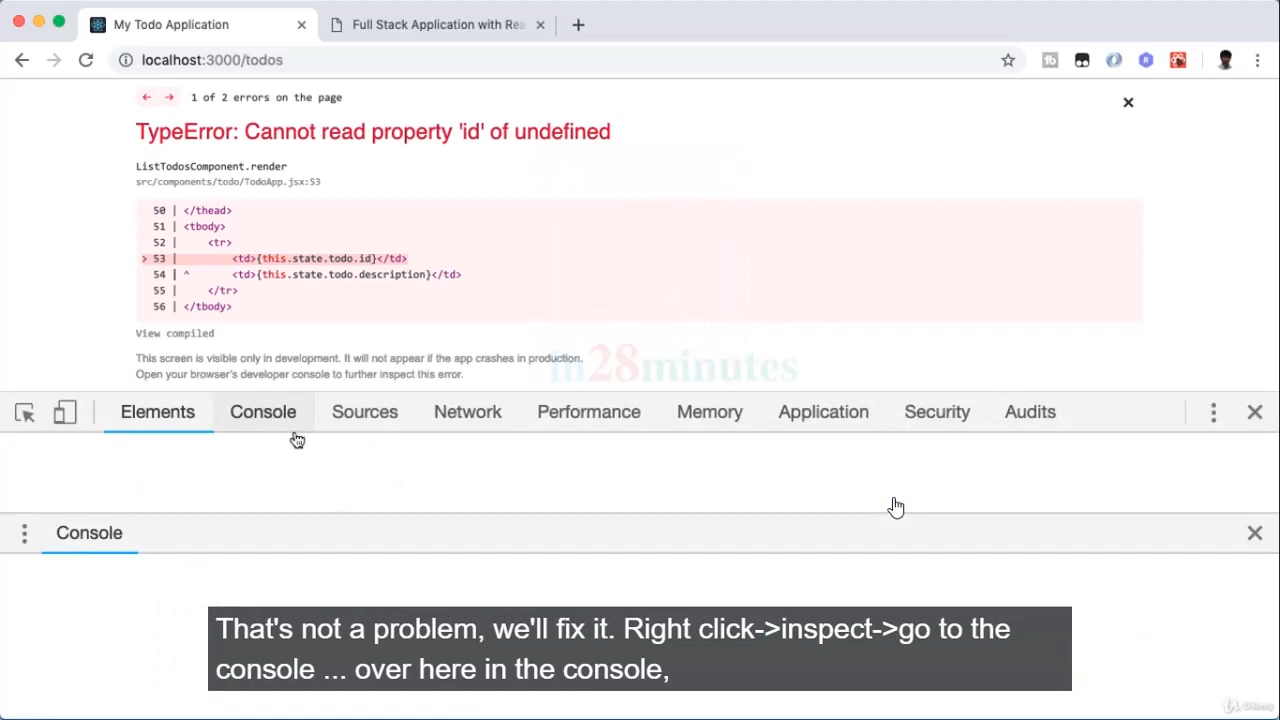 My Todo Application
Full Stack Application with Rea
localhost:3000/todos
1 of 2 errors on the page
TypeError: Cannot read property 'id' of undefined
ListTodosComponent.render
src/components/todo/TodoApp.jsx:53
50 | </thead>
51 | <tbody>
52 | <tr>
> 53 | <td>{this.state.todo.id}</td>
54 | ^ <td>{this.state.todo.description}</td>
55 | </tr>
56 | </tbody>
View compiled
This screen is visible only in development. It will not appear if the app crashes in production.
Open your browser's developer console to further inspect this error.
in28minutes
Elements Console Sources Network Performance Memory Application Security Audits
Console
That's not a problem, we'll fix it. Right click->inspect->go to the
console ... over here in the console,
Udemy